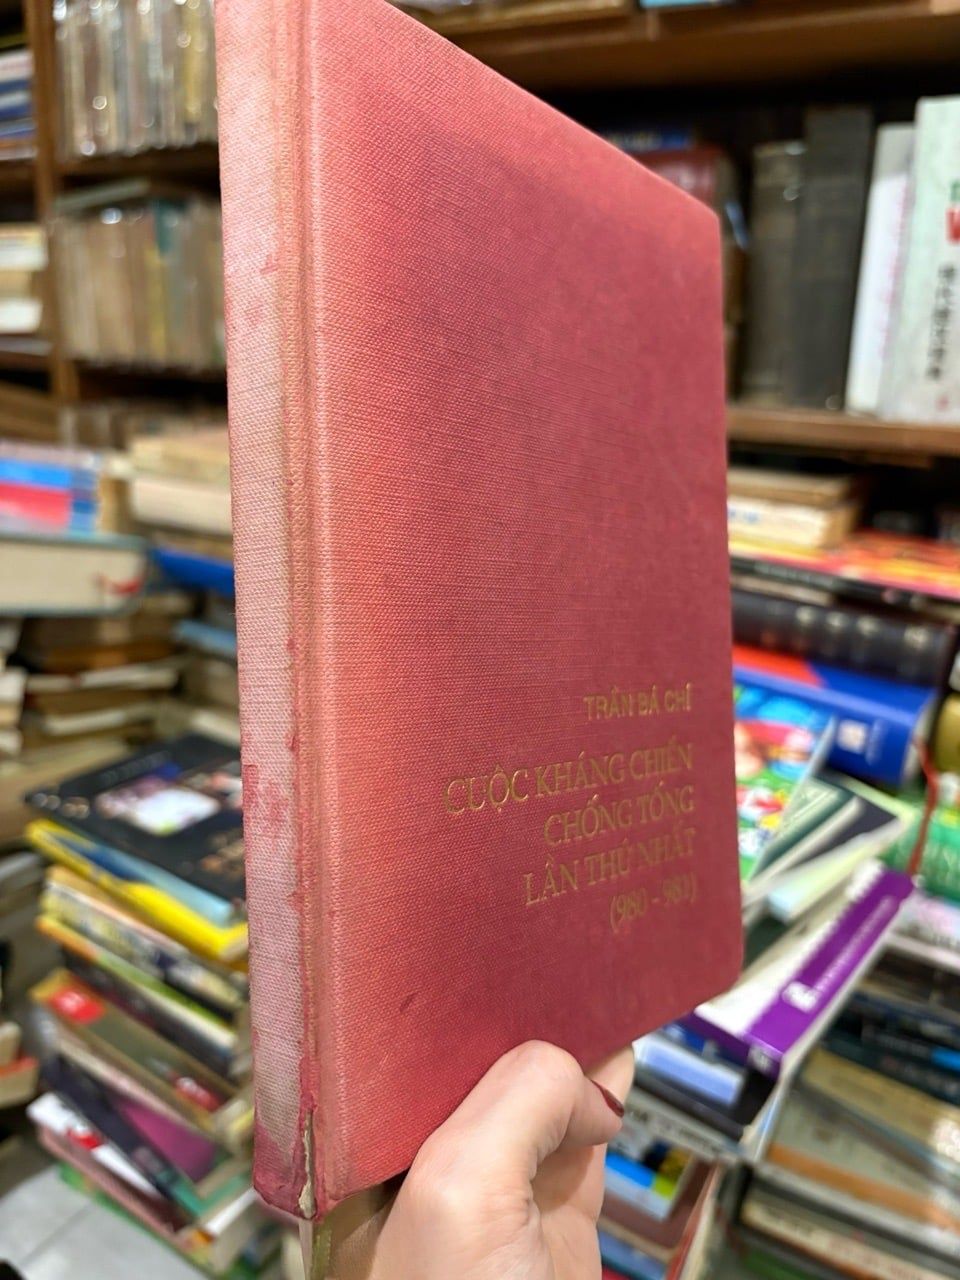 TRẦN BÁ CHÍ
CUỘC KHÁNG CHIẾN
CHỐNG TỐNG
LẦN THỨ NHẤT
(980 - 981)